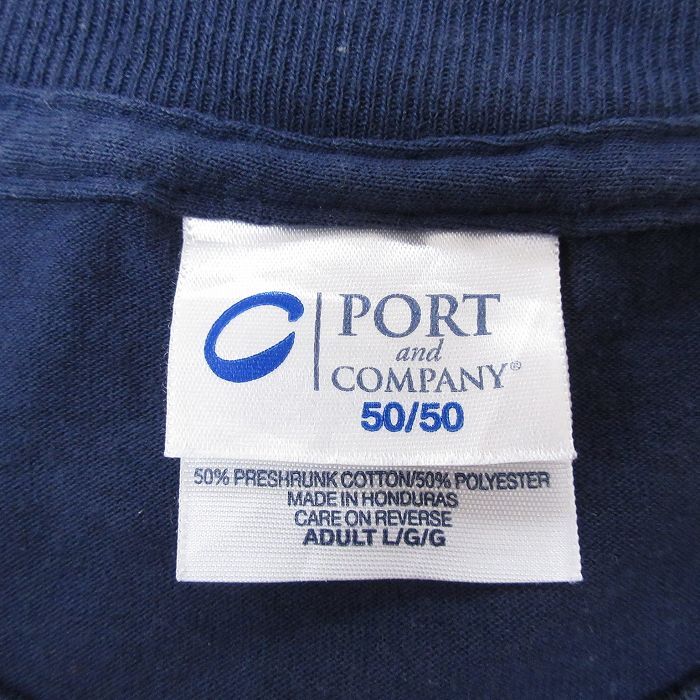 PORT
and
COMPANY®
50/50
50% PRESHRUNK COTTON/50% POLYESTER
MADE IN HONDURAS
CARE ON REVERSE
ADULT L/G/G